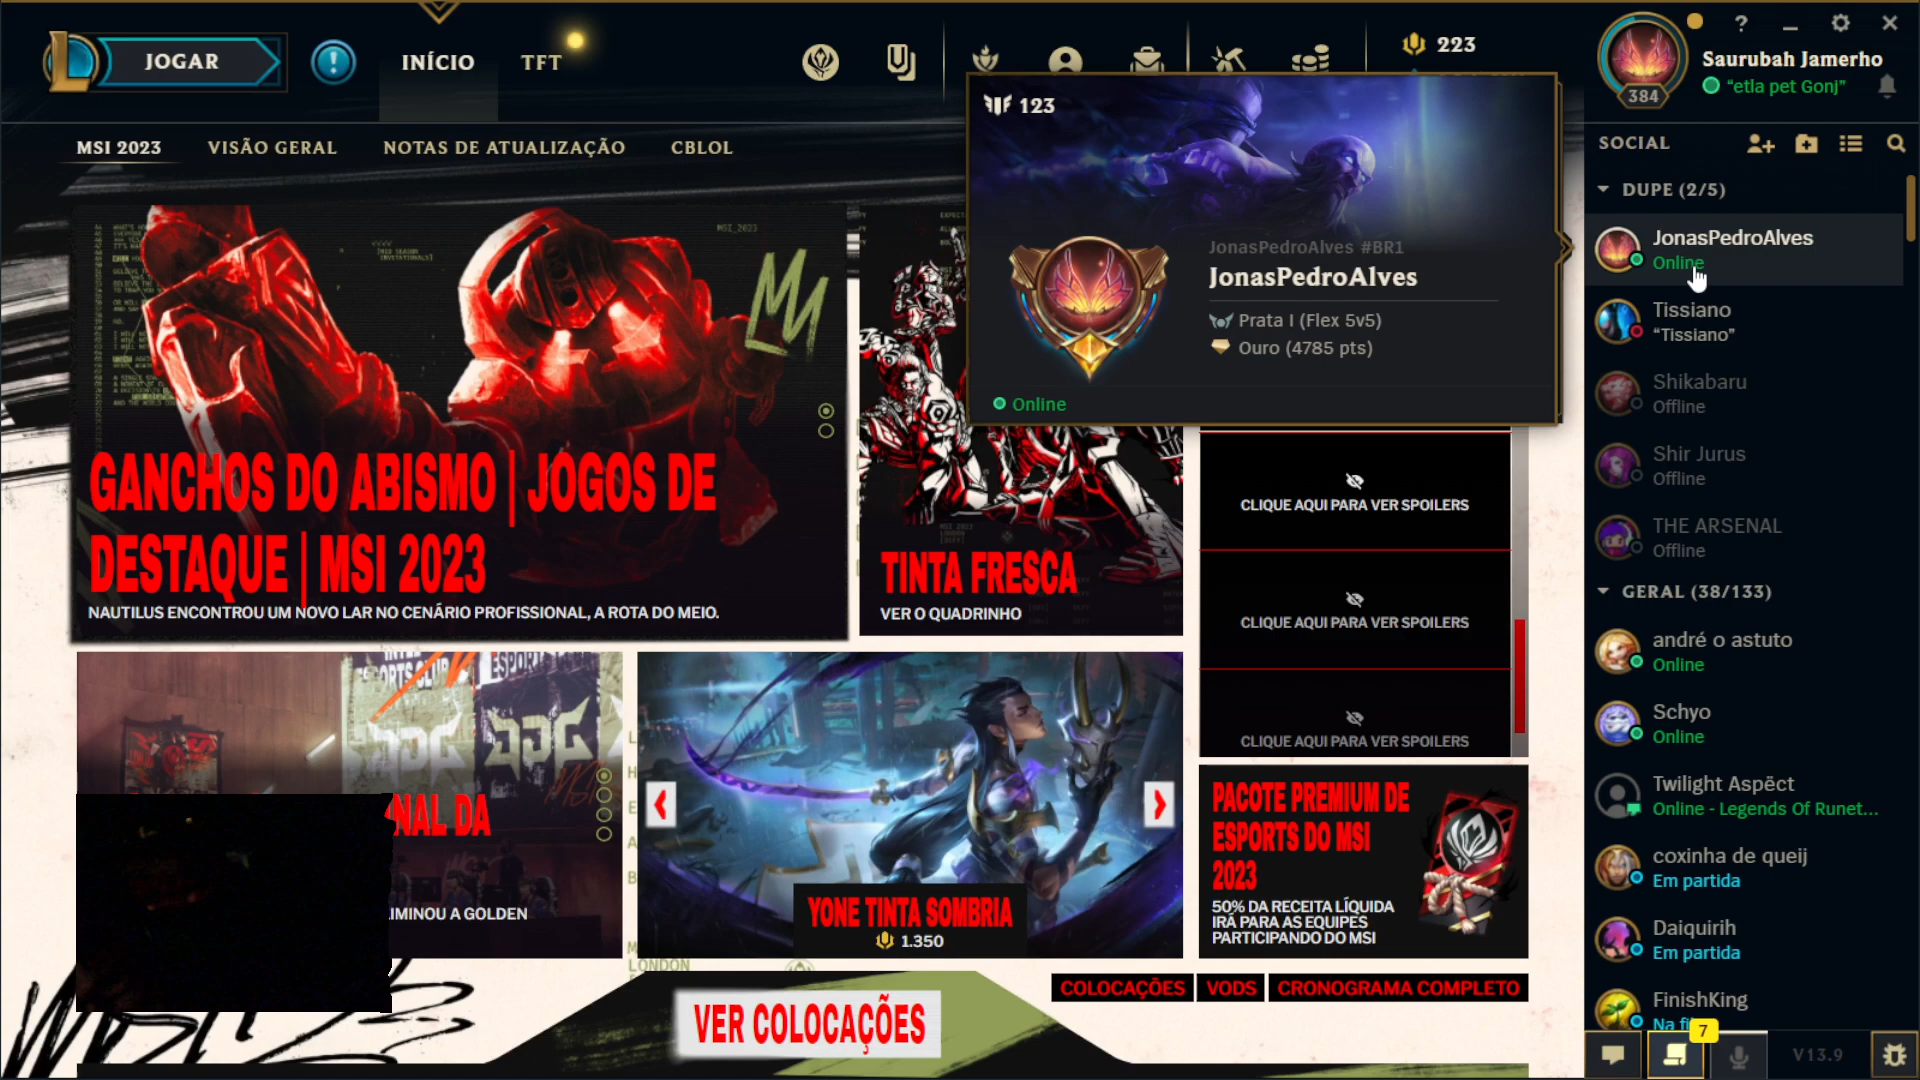 JOGAR
INÍCIO
TFT
223
?
Saurubah Jamerho
384
“etla pet Gonj”
MSI 2023
VISÃO GERAL
NOTAS DE ATUALIZAÇÃO
CBLOL
SOCIAL
123
JonasPedroAlves #BR1
JonasPedroAlves
Prata I (Flex 5v5)
Ouro (4785 pts)
Online
MSI_2023
GANCHOS DO ABISMO | JOGOS DE
DESTAQUE | MSI 2023
NAUTILUS ENCONTROU UM NOVO LAR NO CENÁRIO PROFISSIONAL, A ROTA DO MEIO.
TINTA FRESCA
VER O QUADRINHO
CLIQUE AQUI PARA VER SPOILERS
CLIQUE AQUI PARA VER SPOILERS
CLIQUE AQUI PARA VER SPOILERS
NAL DA
IMINOU A GOLDEN
YONE TINTA SOMBRIA
1.350
PACOTE PREMIUM DE
ESPORTS DO MSI
2023
50% DA RECEITA LÍQUIDA
IRÁ PARA AS EQUIPES
PARTICIPANDO DO MSI
LONDON
COLOCAÇÕES
VODS
CRONOGRAMA COMPLETO
VER COLOCAÇÕES
DUPE (2/5)
JonasPedroAlves
Online
Tissiano
“Tissiano”
Shikabaru
Offline
Shir Jurus
Offline
THE ARSENAL
Offline
GERAL (38/133)
andré o astuto
Online
Schyo
Online
Twilight Aspëct
Online - Legends Of Runet...
coxinha de queij
Em partida
Daiquirih
Em partida
FinishKing
Na fi
7
V13.9